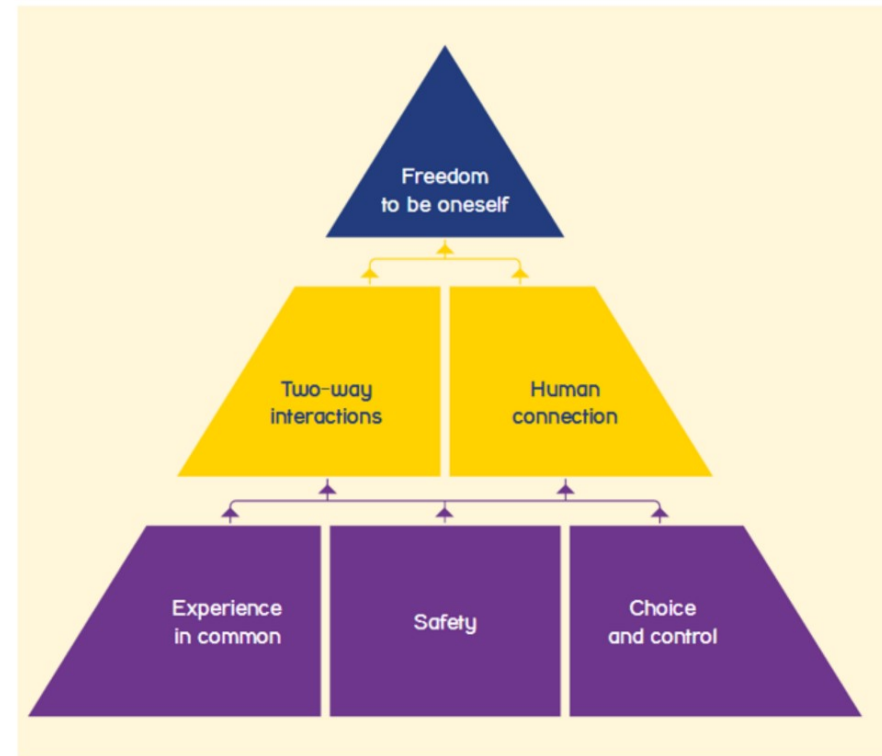 Freedom
to be oneself
Two-way
interactions
Human
connection
Experience
in common
Safety
Choice
and control